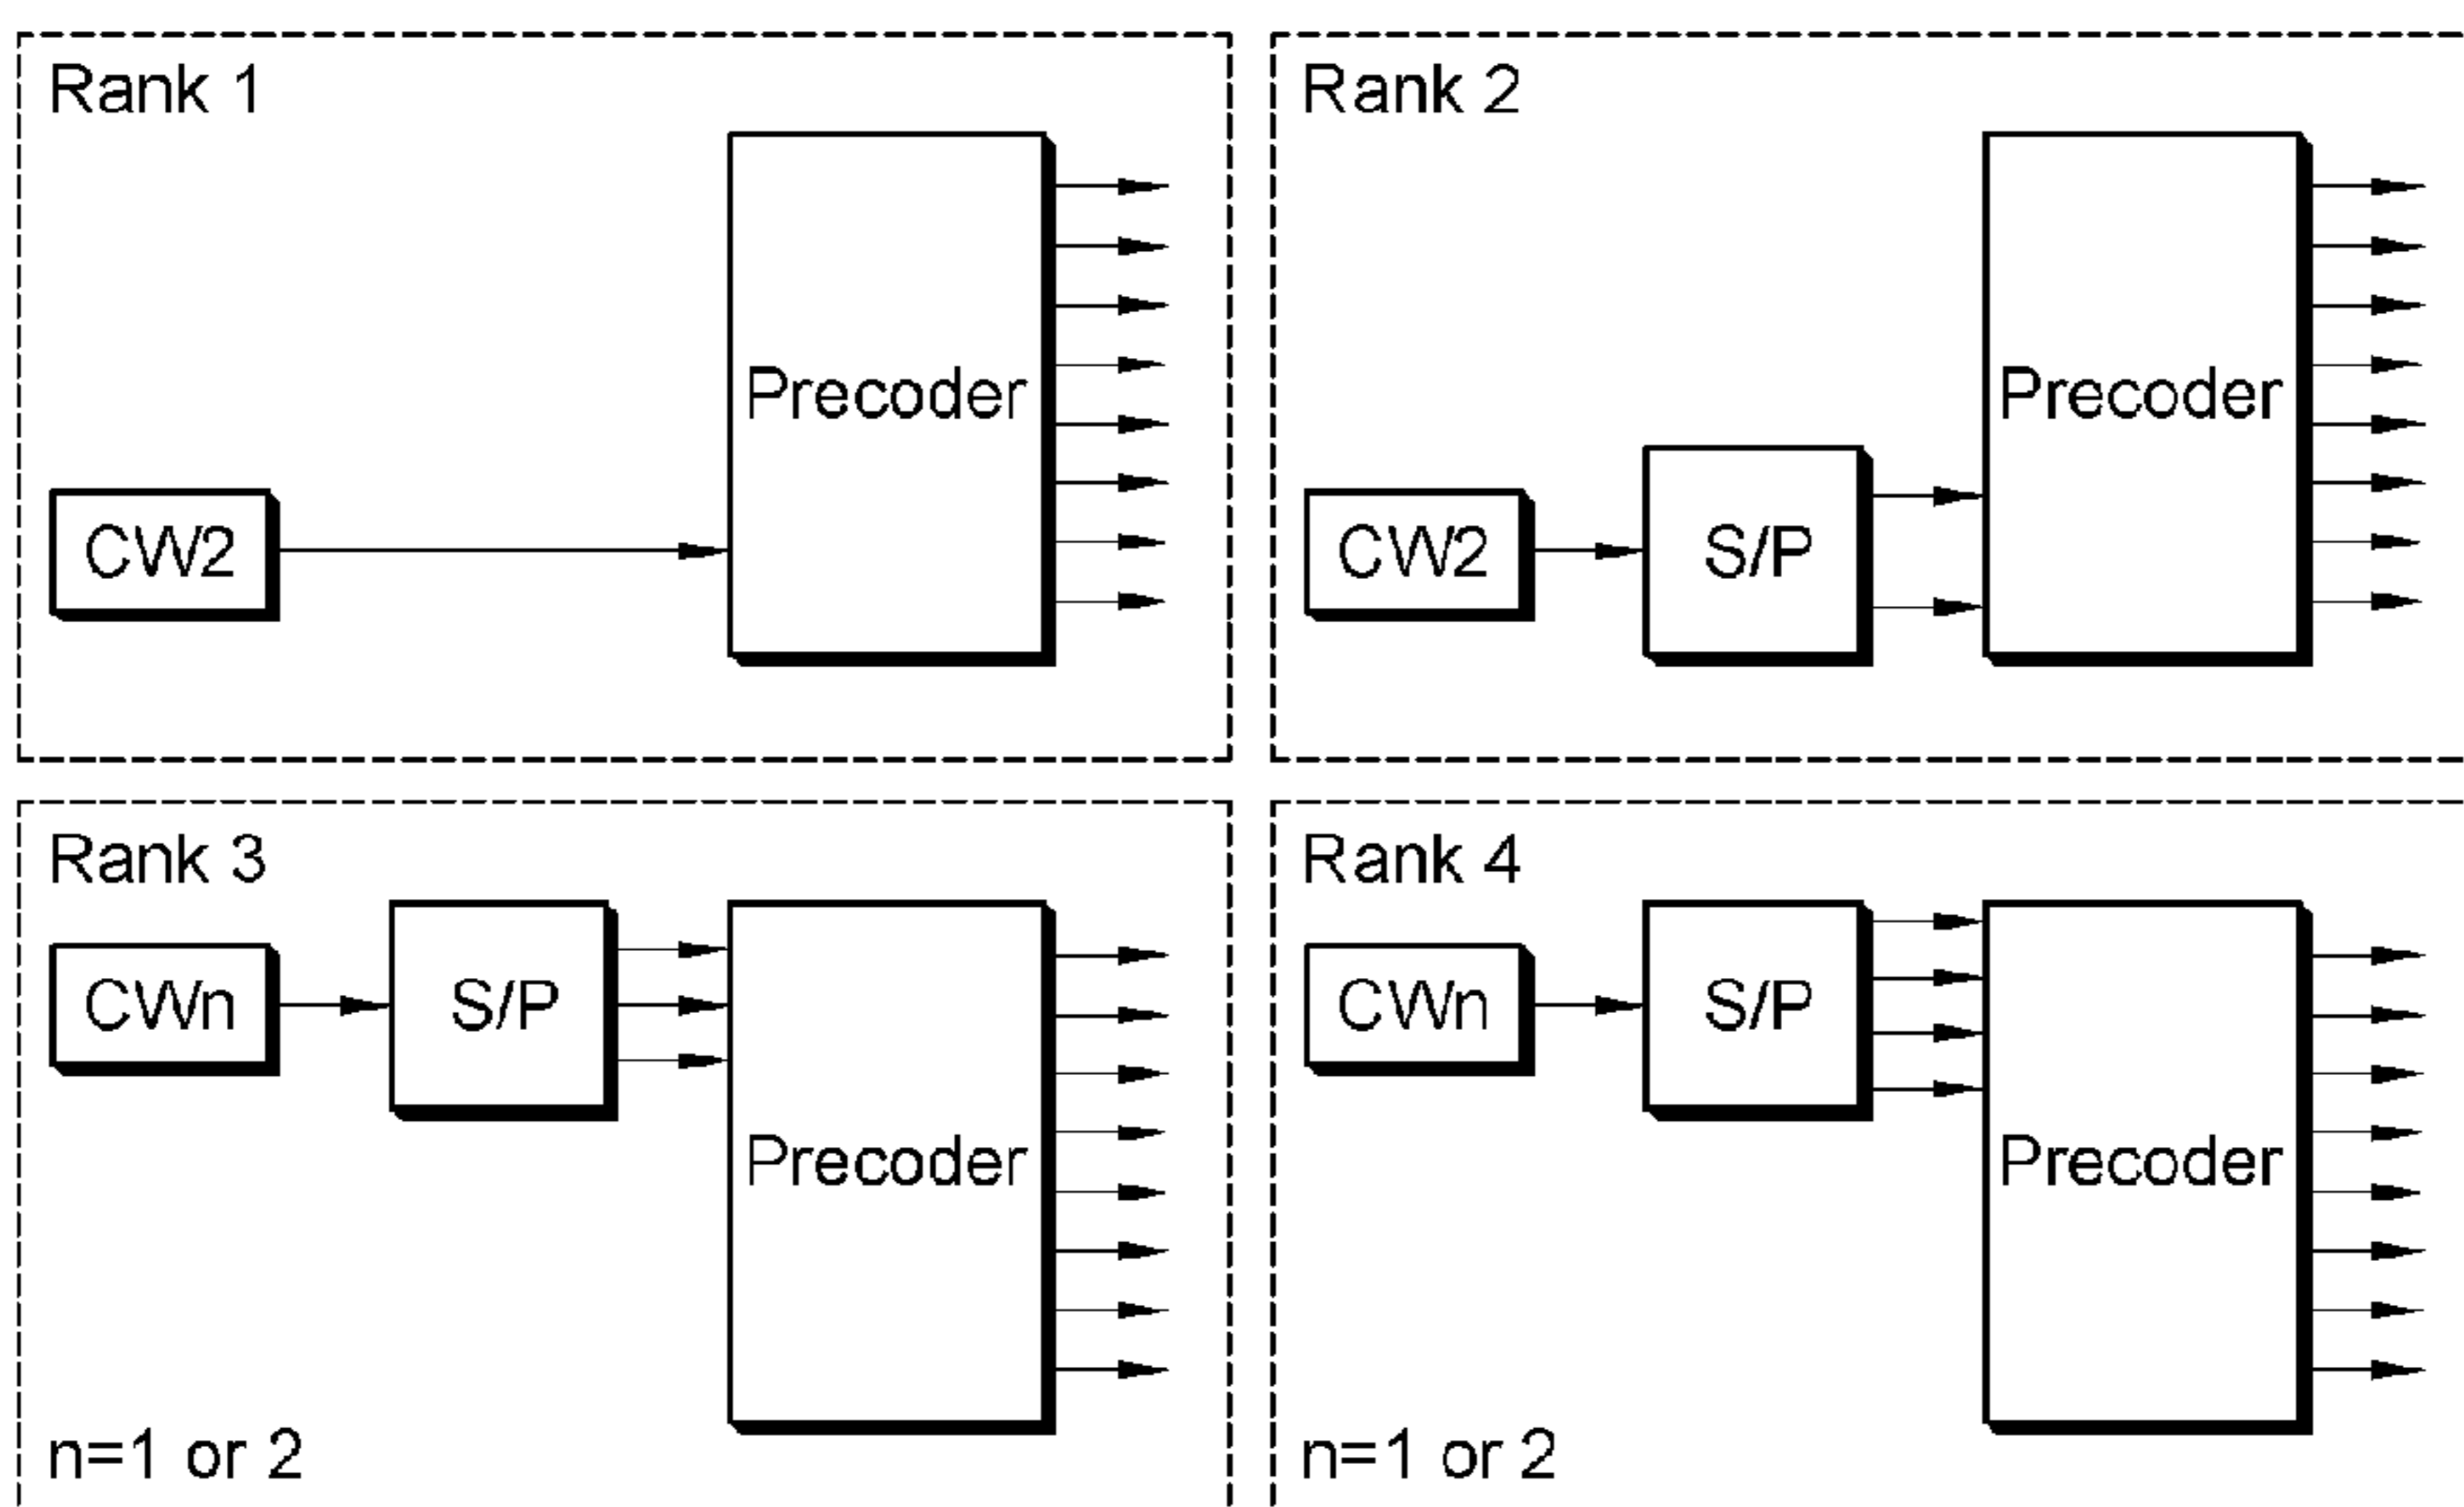 Rank 1
Precoder
CW2
Rank 2
Precoder
CW2
S/P
Rank 3
CWn
S/P
Precoder
n=1 or 2
Rank 4
CWn
S/P
Precoder
n=1 or 2